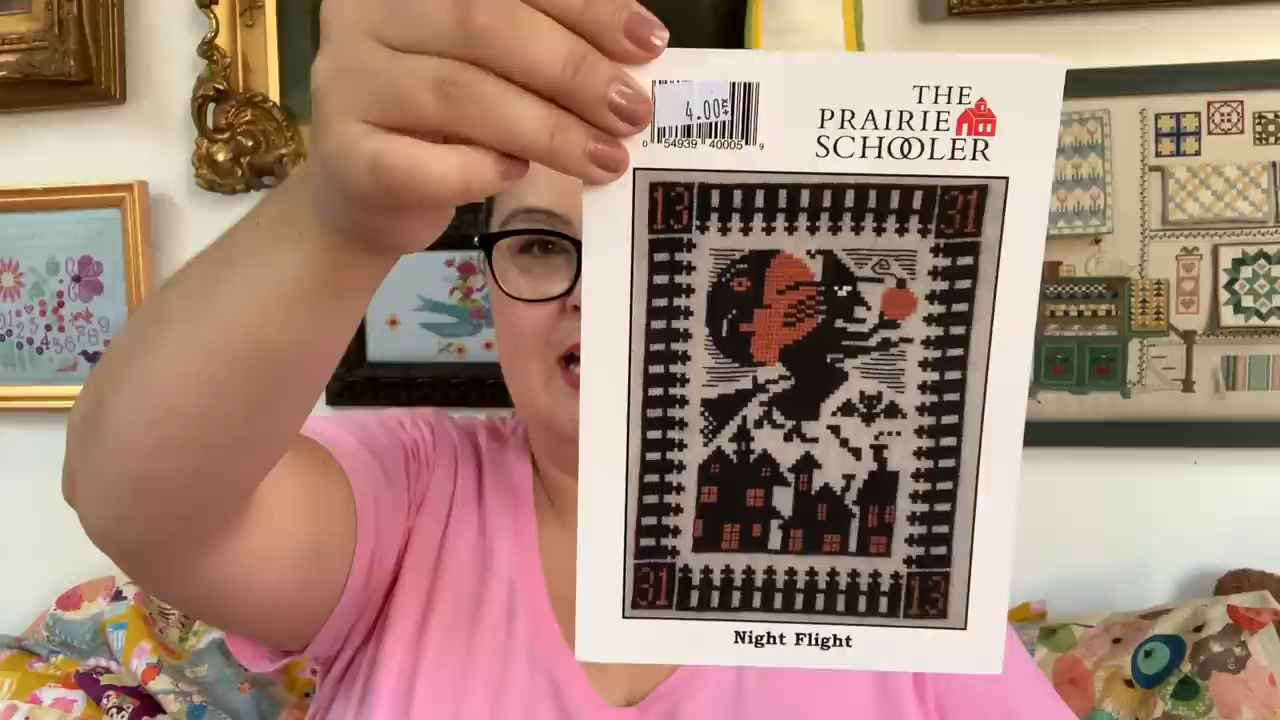 4.00
0 54939 40005 9
THE
PRAIRIE
SCHOOLER
13 31
31 13
Night Flight